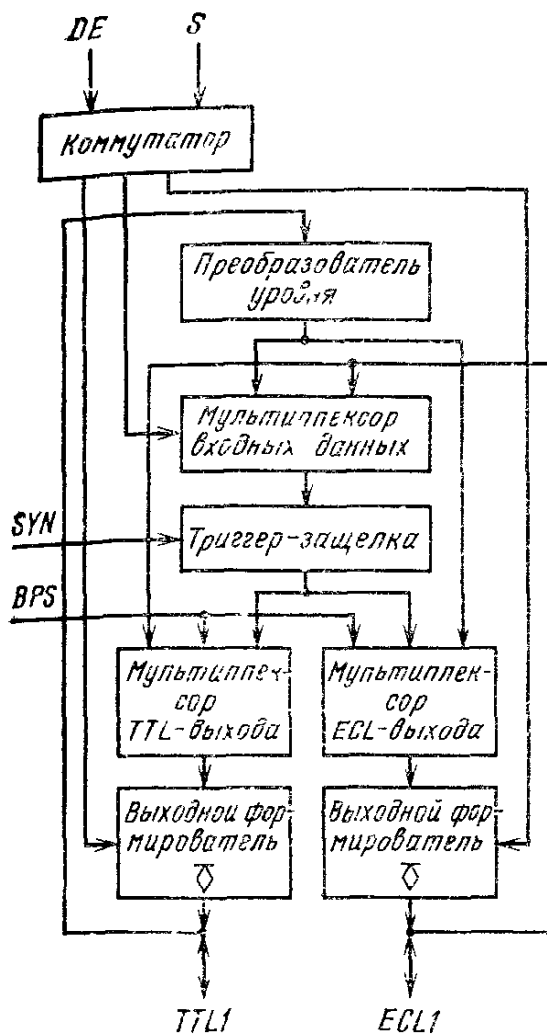 DE
S
Коммутатор
Преобразователь
уровня
Мультиплексор
входных данных
SYN
Триггер-защелка
BPS
Мультиплек-
сор
TTL-выхода
Мультиплек-
сор
ECL-выхода
Выходной фор-
мирователь
Выходной фор-
мирователь
TTL1
ECL1